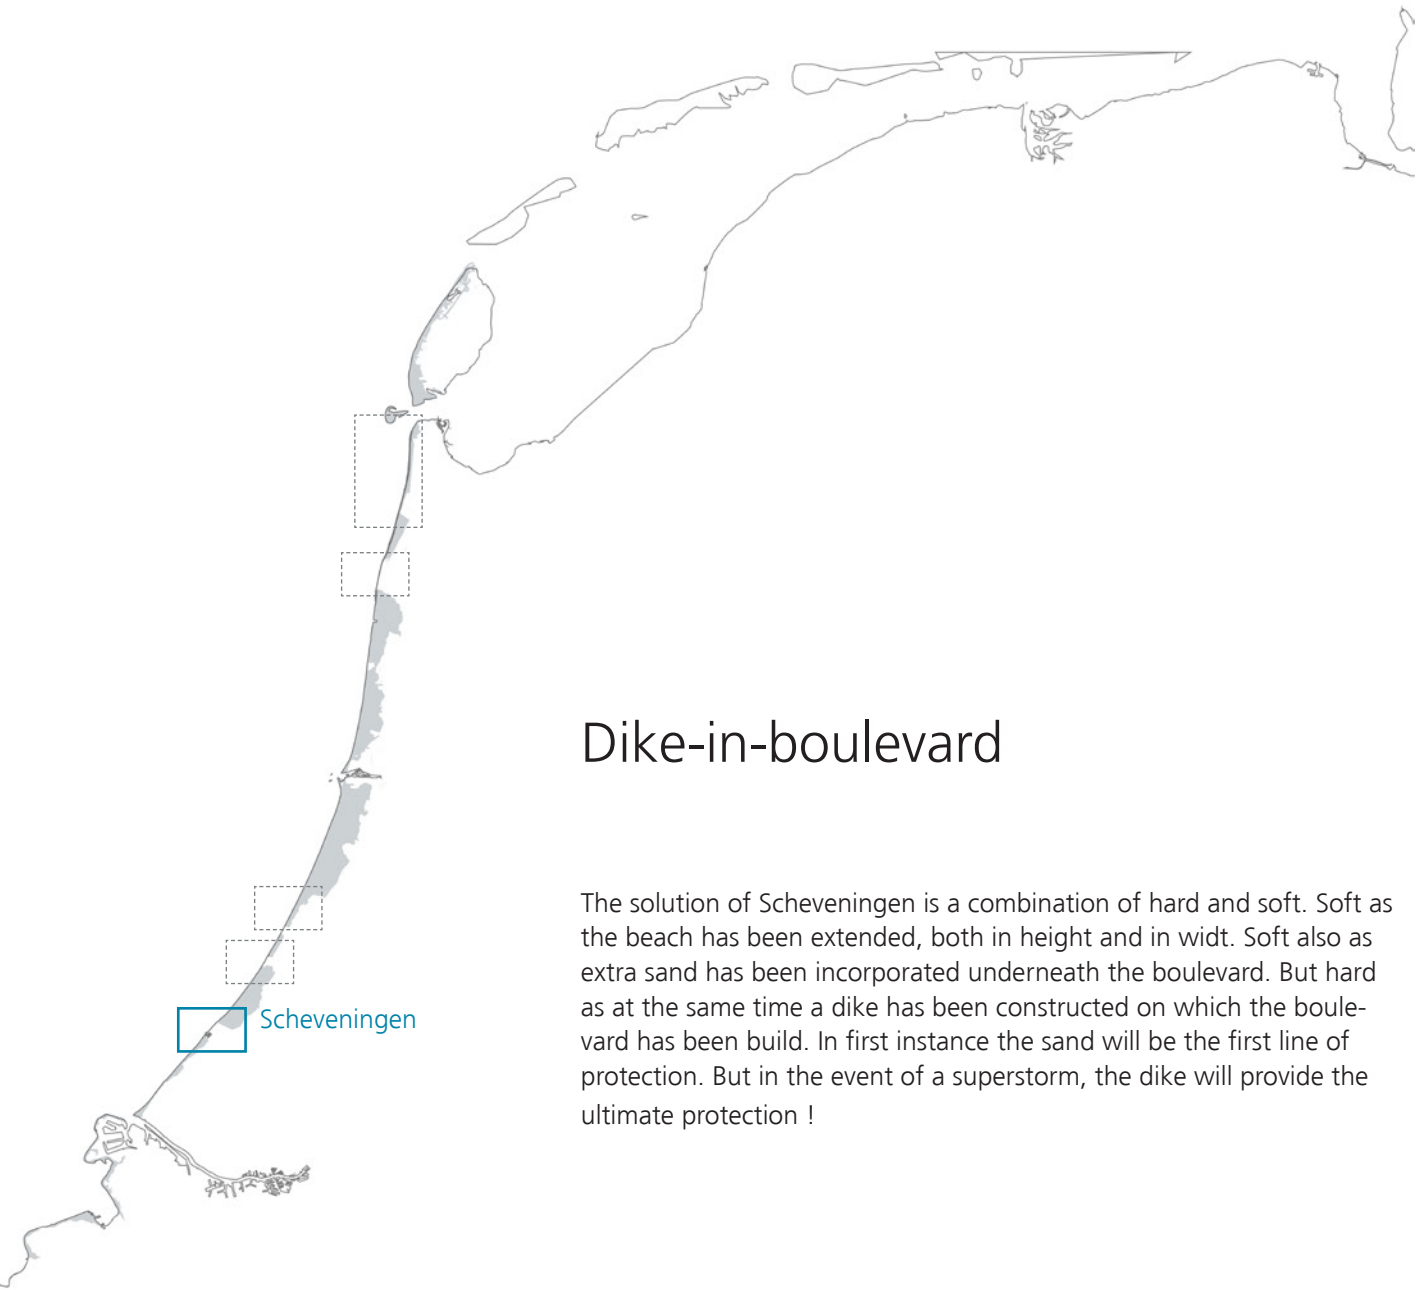 Dike-in-boulevard
The solution of Scheveningen is a combination of hard and soft. Soft as
the beach has been extended, both in height and in widt. Soft also as
extra sand has been incorporated underneath the boulevard. But hard
as at the same time a dike has been constructed on which the boule-
vard has been build. In first instance the sand will be the first line of
protection. But in the event of a superstorm, the dike will provide the
ultimate protection !
Scheveningen